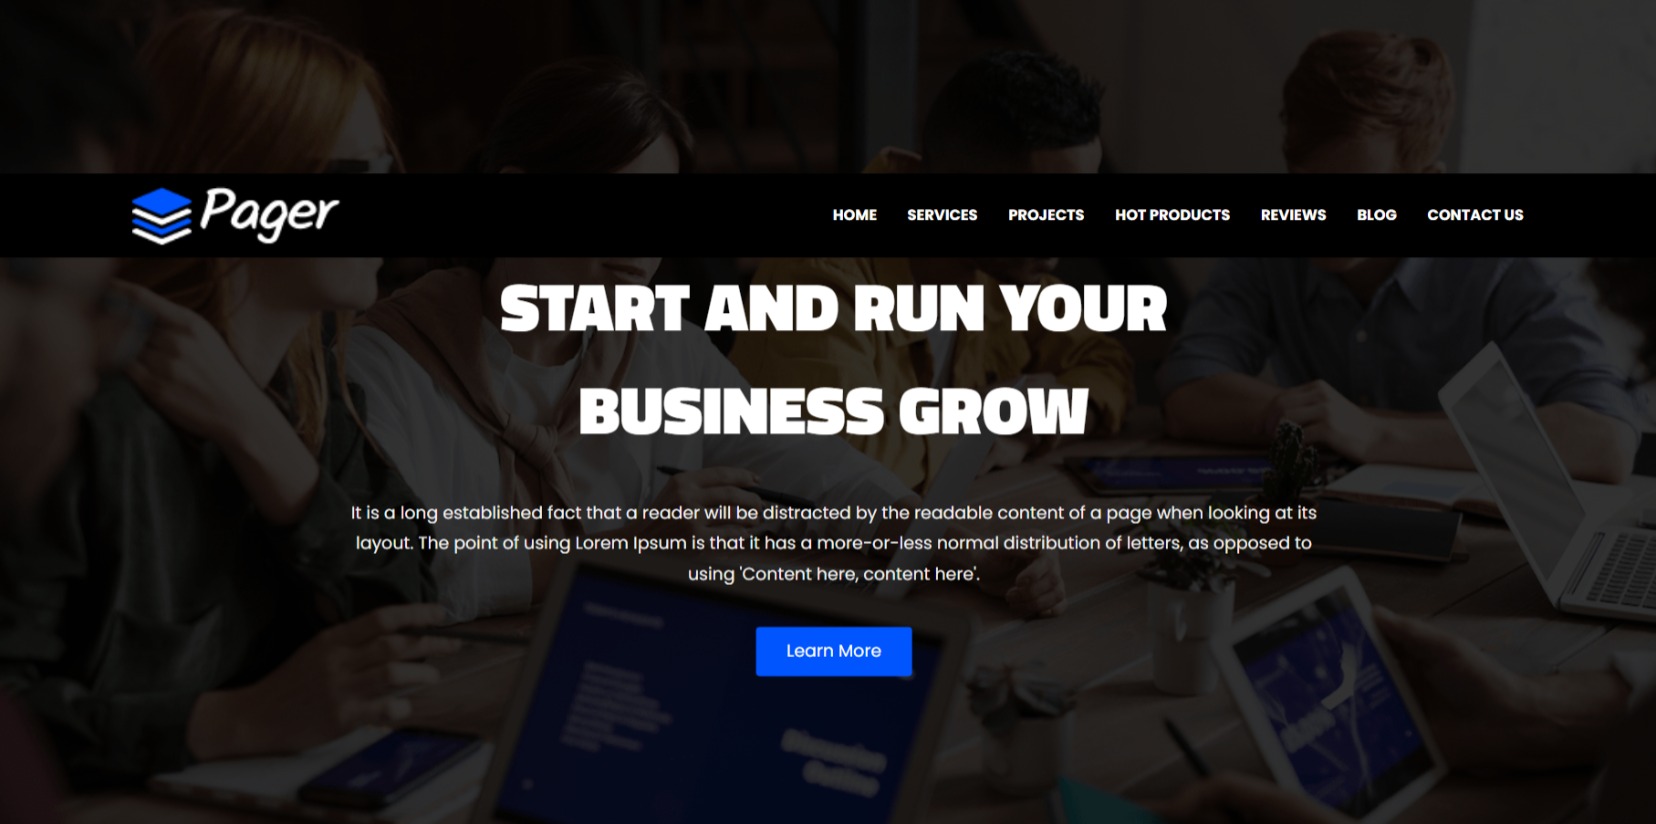 Pager
HOME SERVICES PROJECTS HOT PRODUCTS REVIEWS BLOG CONTACT US
START AND RUN YOUR
BUSINESS GROW
It is a long established fact that a reader will be distracted by the readable content of a page when looking at its
layout. The point of using Lorem Ipsum is that it has a more-or-less normal distribution of letters, as opposed to
using 'Content here, content here'.
Learn More